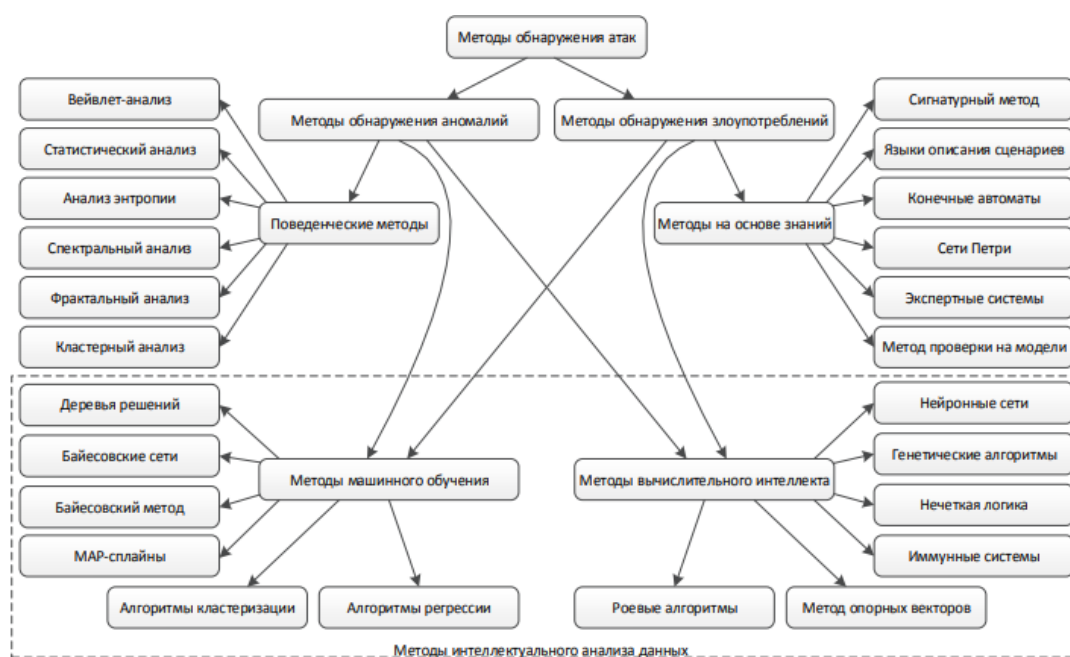 Методы обнаружения атак
Вейвлет-анализ
Методы обнаружения аномалий
Методы обнаружения злоупотреблений
Сигнатурный метод
Статистический анализ
Языки описания сценариев
Анализ энтропии
Поведенческие методы
Методы на основе знаний
Конечные автоматы
Спектральный анализ
Сети Петри
Фрактальный анализ
Экспертные системы
Кластерный анализ
Метод проверки на модели
Деревья решений
Нейронные сети
Байесовские сети
Методы машинного обучения
Методы вычислительного интеллекта
Генетические алгоритмы
Байесовский метод
Нечеткая логика
МАР-сплайны
Иммунные системы
Алгоритмы кластеризации
Алгоритмы регрессии
Роевые алгоритмы
Метод опорных векторов
Методы интеллектуального анализа данных